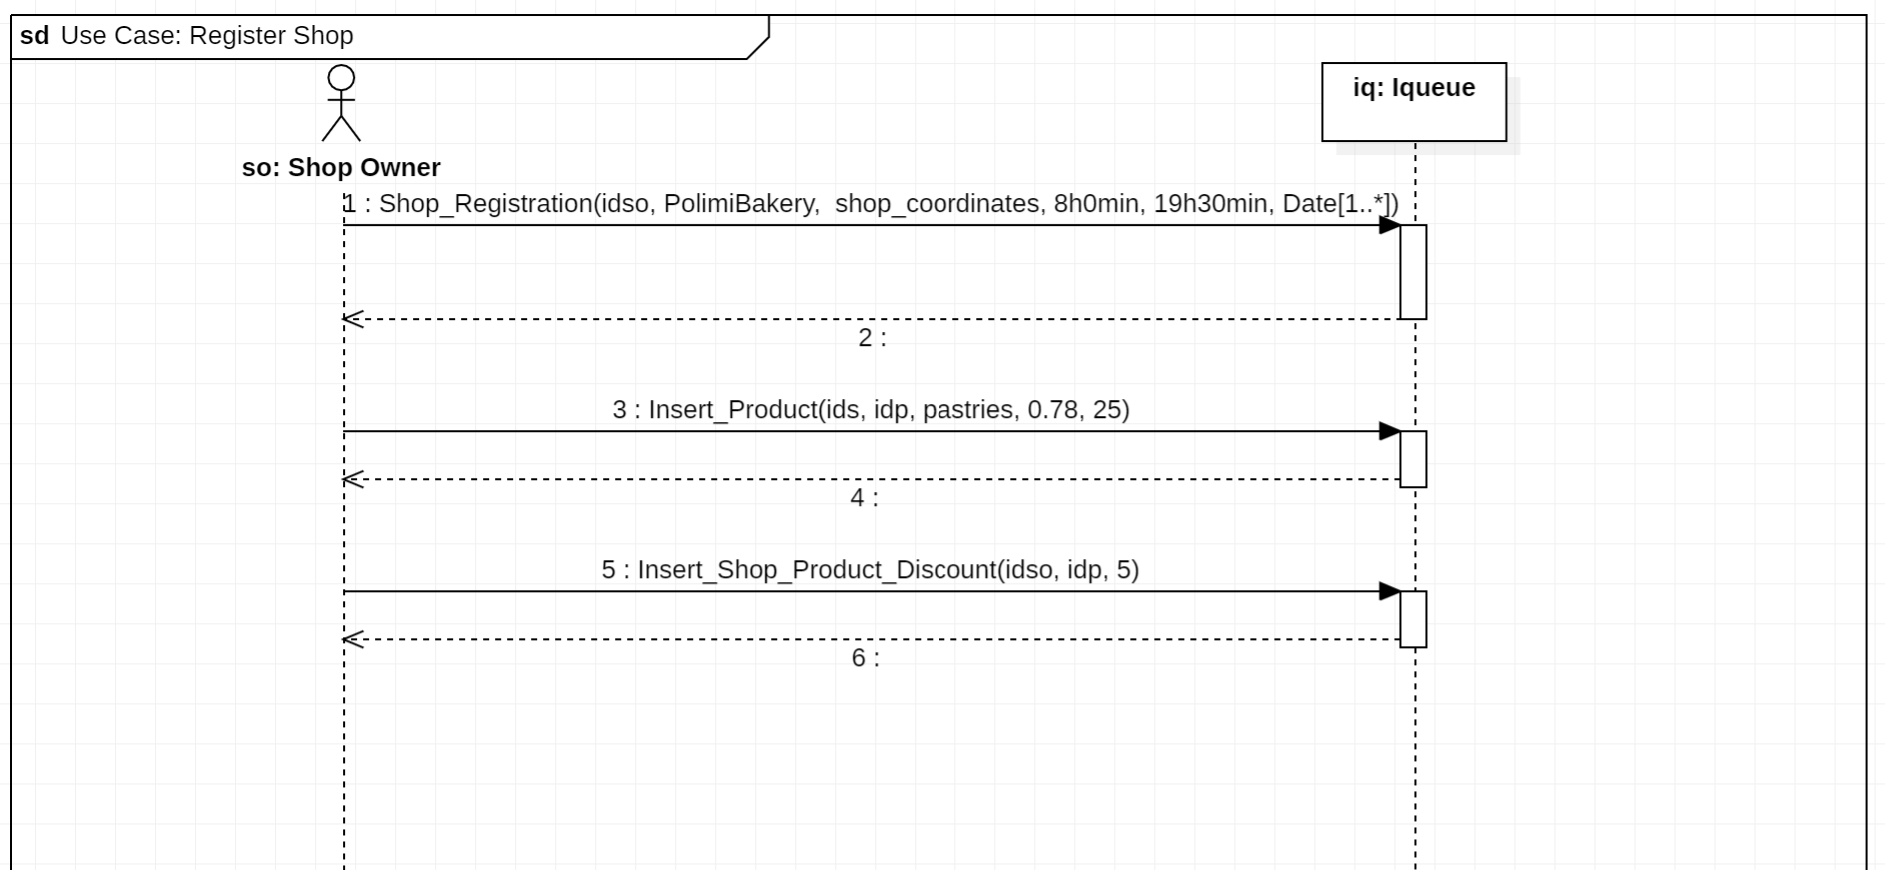 sd Use Case: Register Shop
iq: Iqueue
so: Shop Owner
1 : Shop_Registration(idso, PolimiBakery,  shop_coordinates, 8h0min, 19h30min, Date[1..*])
2 :
3 : Insert_Product(ids, idp, pastries, 0.78, 25)
4 :
5 : Insert_Shop_Product_Discount(idso, idp, 5)
6 :